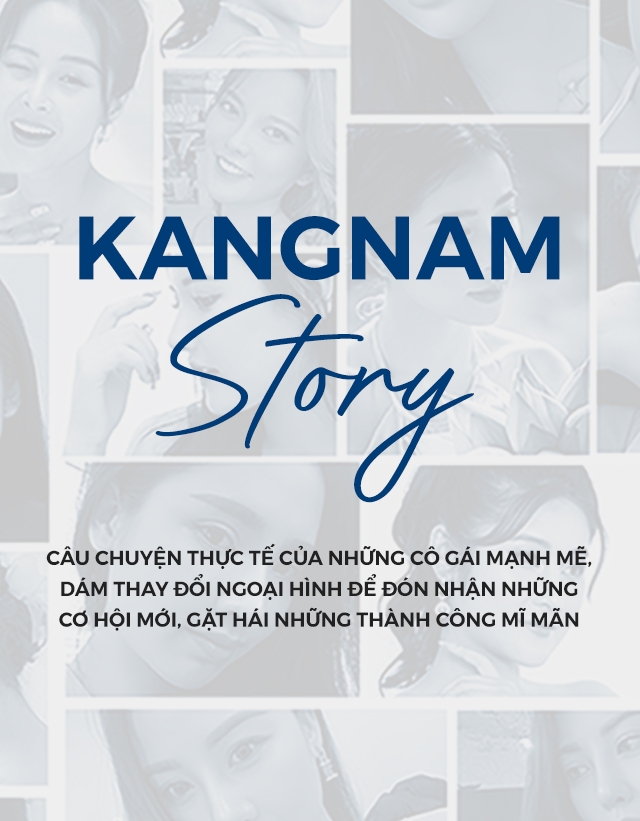 KANGNAM
Story
CÂU CHUYỆN THỰC TẾ CỦA NHỮNG CÔ GÁI MẠNH MẼ,
DÁM THAY ĐỔI NGOẠI HÌNH ĐỂ ĐÓN NHẬN NHỮNG
CƠ HỘI MỚI, GẶT HÁI NHỮNG THÀNH CÔNG MĨ MÃN